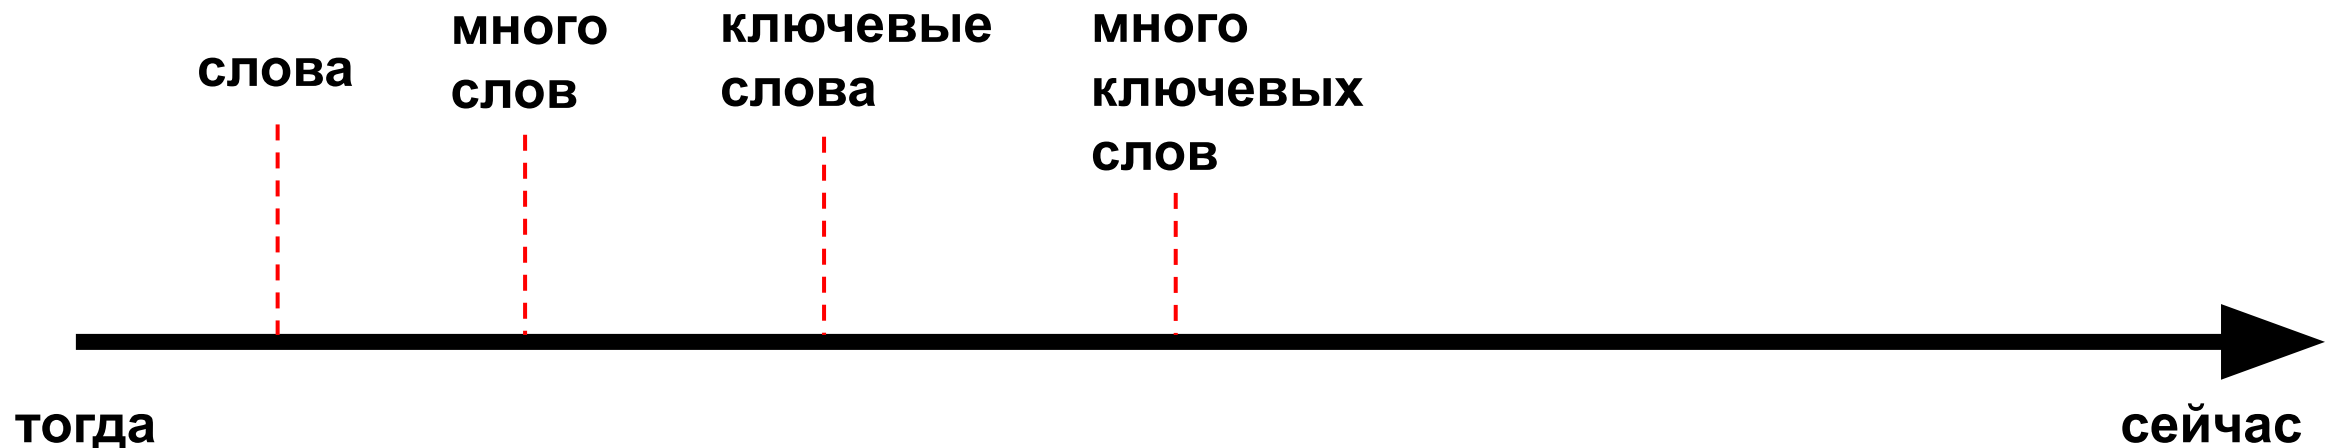 слова
много
слов
ключевые
слова
много
ключевых
слов
тогда
сейчас